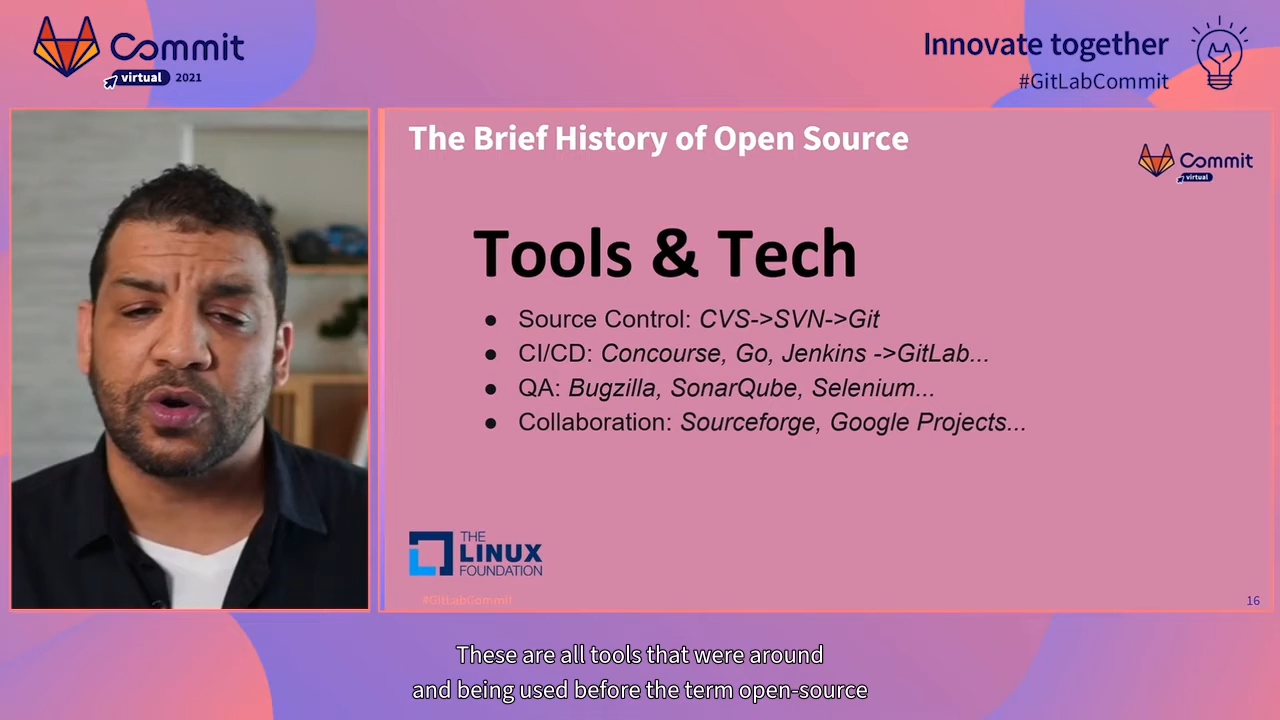 Commit
virtual 2021
Innovate together
#GitLabCommit
The Brief History of Open Source
Commit
virtual
Tools & Tech
● Source Control: CVS->SVN->Git
● CI/CD: Concourse, Go, Jenkins ->GitLab...
● QA: Bugzilla, SonarQube, Selenium...
● Collaboration: Sourceforge, Google Projects...
THE
LINUX
FOUNDATION
#GitLabCommit
16
These are all tools that were around
and being used before the term open-source